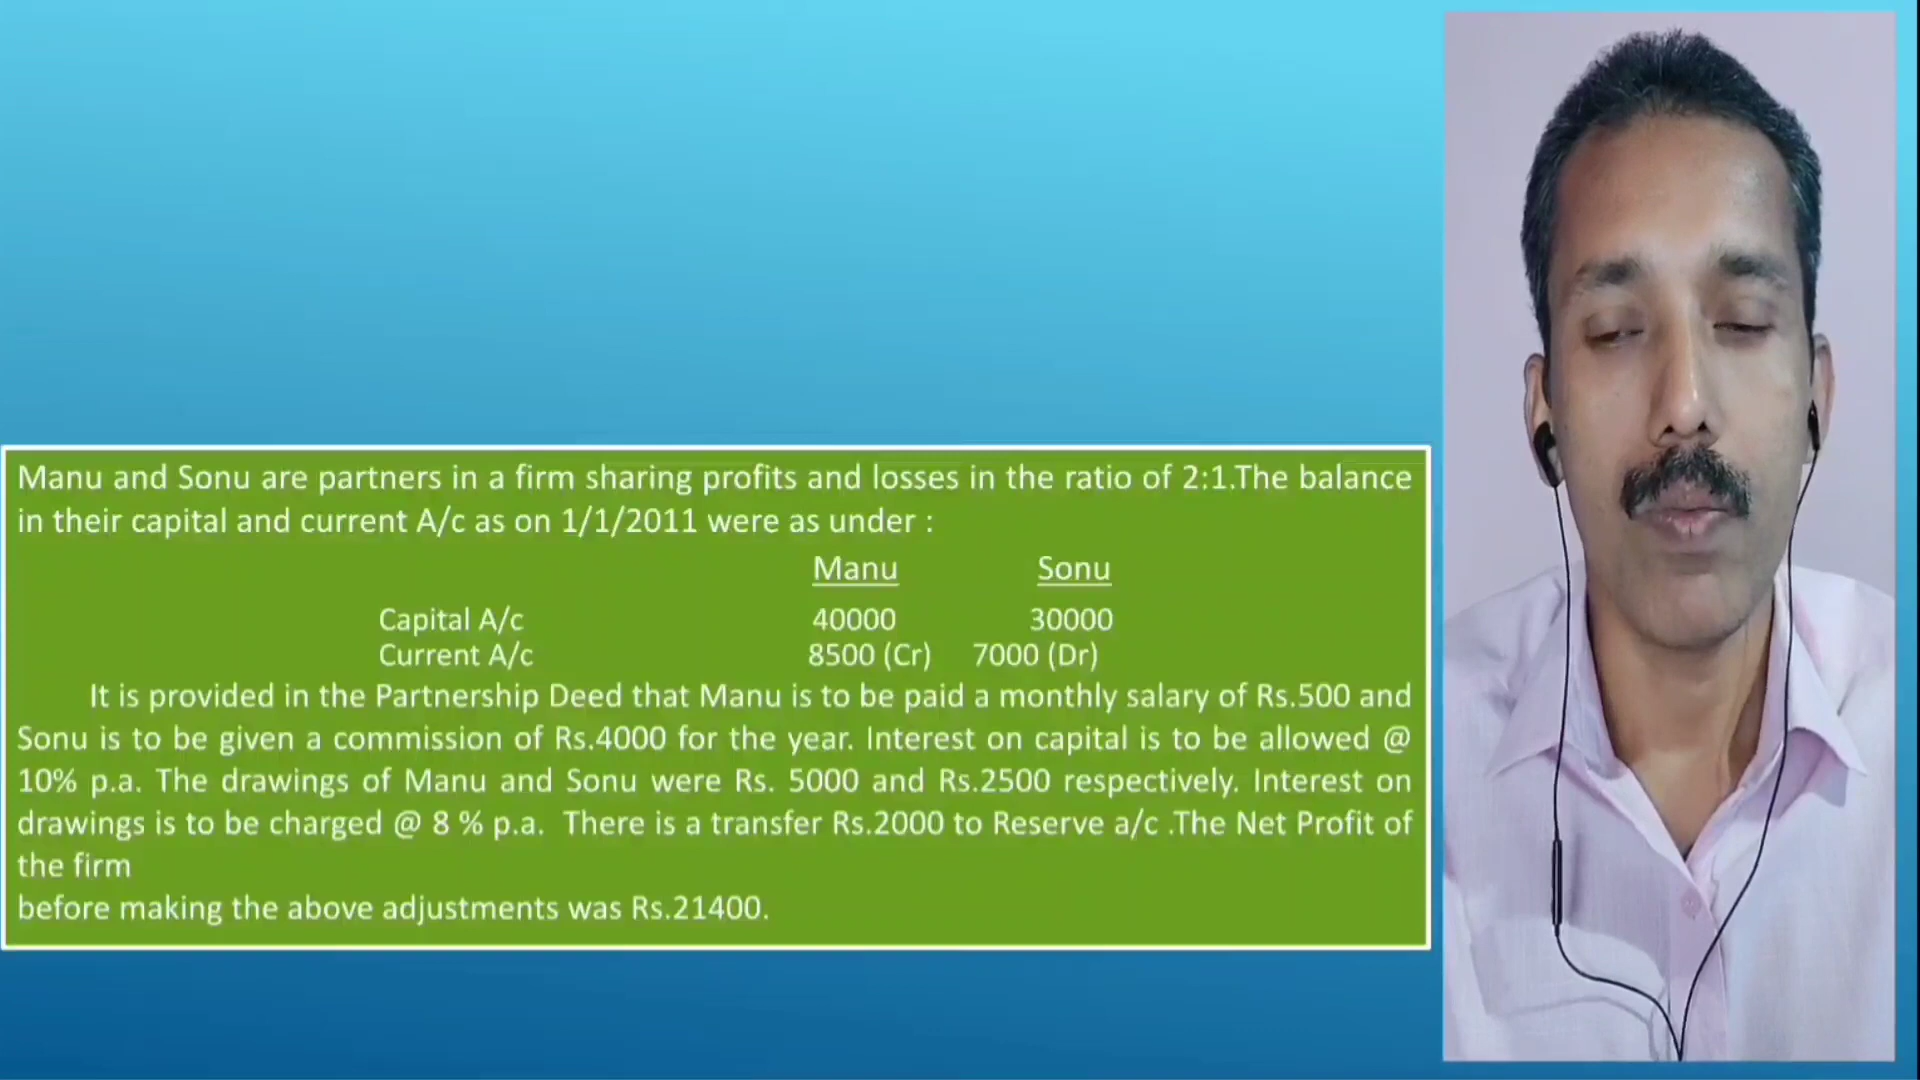 Manu and Sonu are partners in a firm sharing profits and losses in the ratio of 2:1.The balance
in their capital and current A/c as on 1/1/2011 were as under :
Manu Sonu
Capital A/c 40000 30000
Current A/c 8500 (Cr) 7000 (Dr)
It is provided in the Partnership Deed that Manu is to be paid a monthly salary of Rs.500 and
Sonu is to be given a commission of Rs.4000 for the year. Interest on capital is to be allowed @
10% p.a. The drawings of Manu and Sonu were Rs. 5000 and Rs.2500 respectively. Interest on
drawings is to be charged @ 8 % p.a. There is a transfer Rs.2000 to Reserve a/c .The Net Profit of
the firm
before making the above adjustments was Rs.21400.